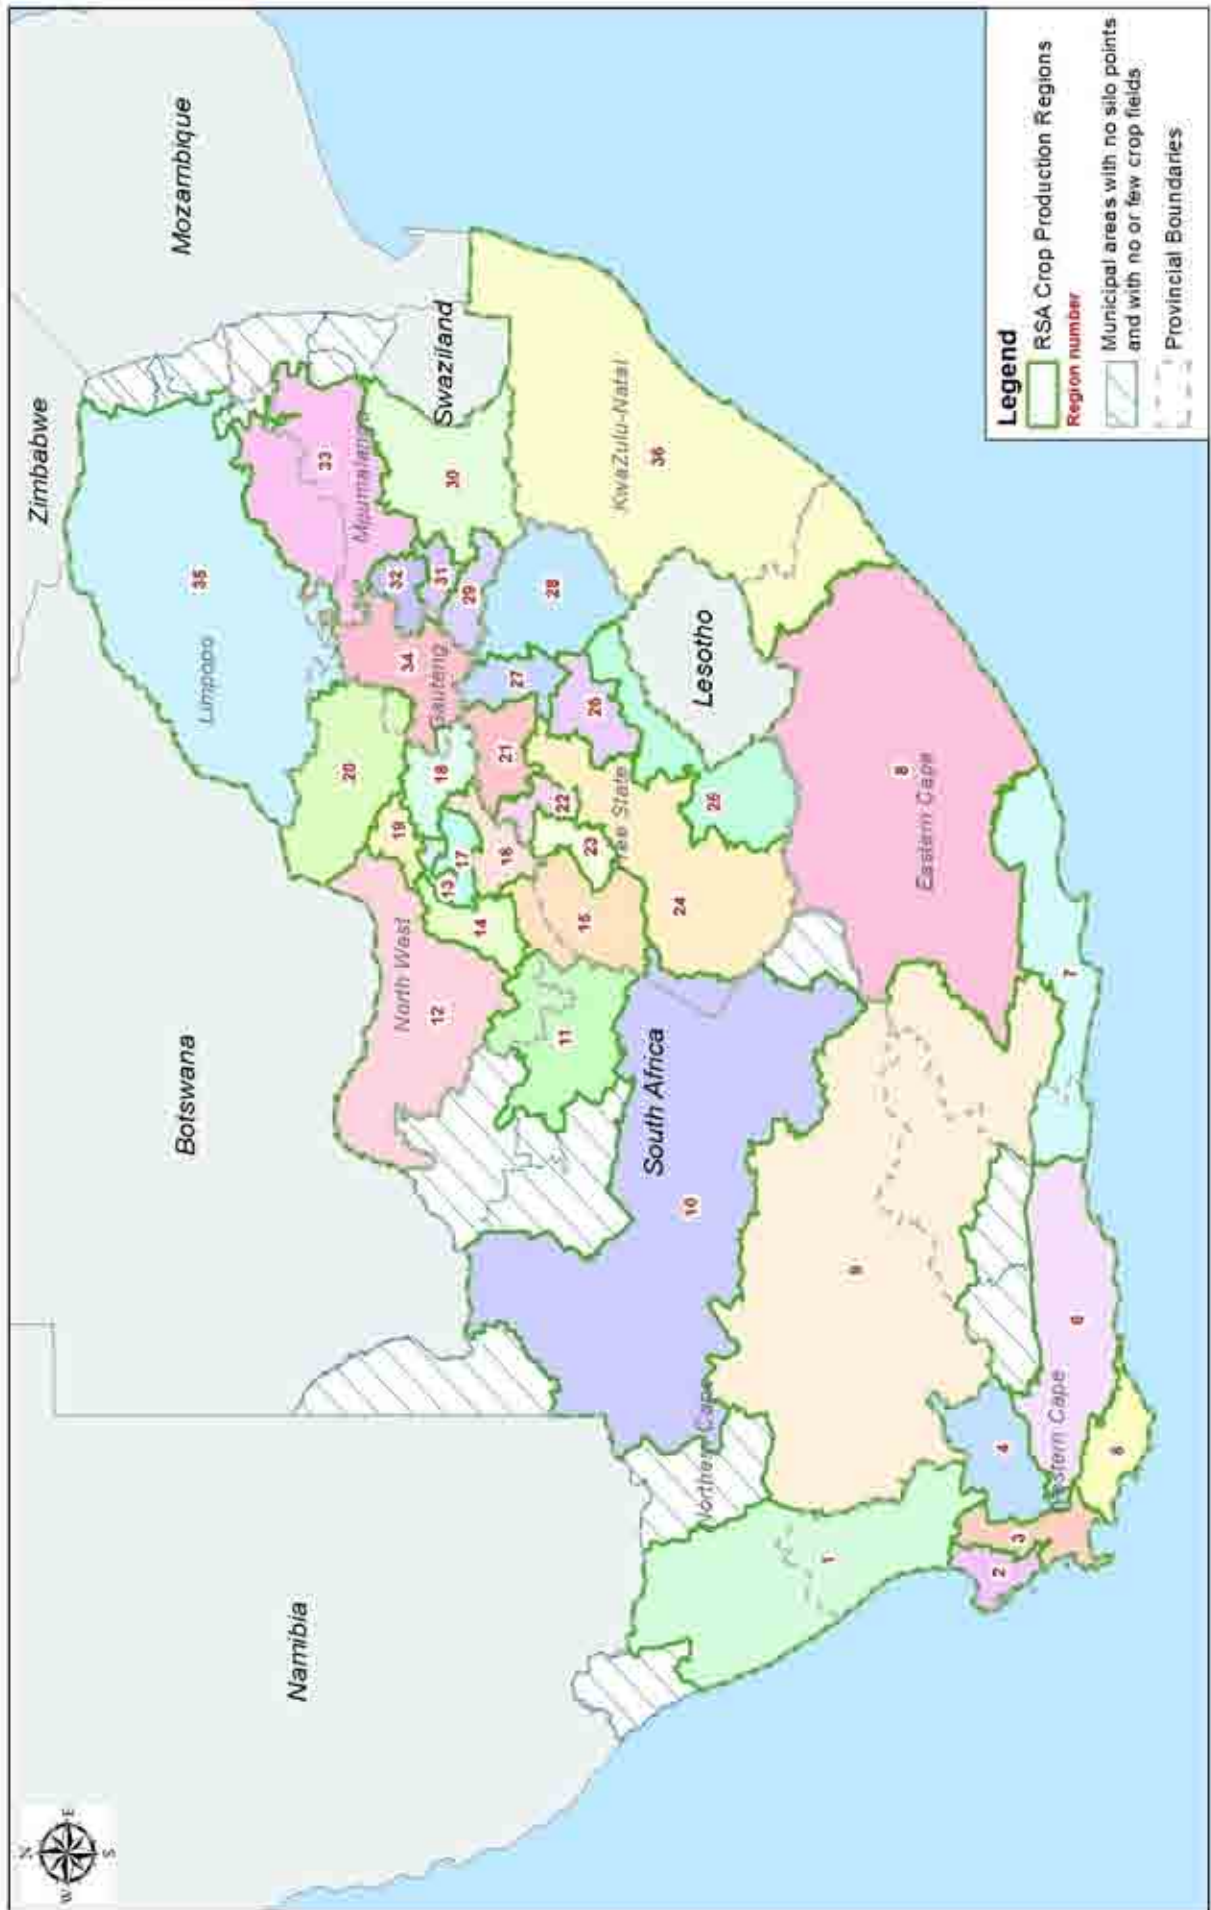 N
W
E
S
Zimbabwe
Mozambique
Botswana
Namibia
Limpopo
35
33
Mpumalanga
Swaziland
20
34
32
30
31
29
Gauteng
19
18
North West
12
13
17
14
21
27
28
16
22
26
KwaZulu-Natal
36
11
15
23
Free State
24
25
Lesotho
South Africa
10
8
Eastern Cape
Northern Cape
9
1
7
6
4
Western Cape
5
3
2
Legend
RSA Crop Production Regions
Region number
Municipal areas with no silo points
and with no or few crop fields
Provincial Boundaries